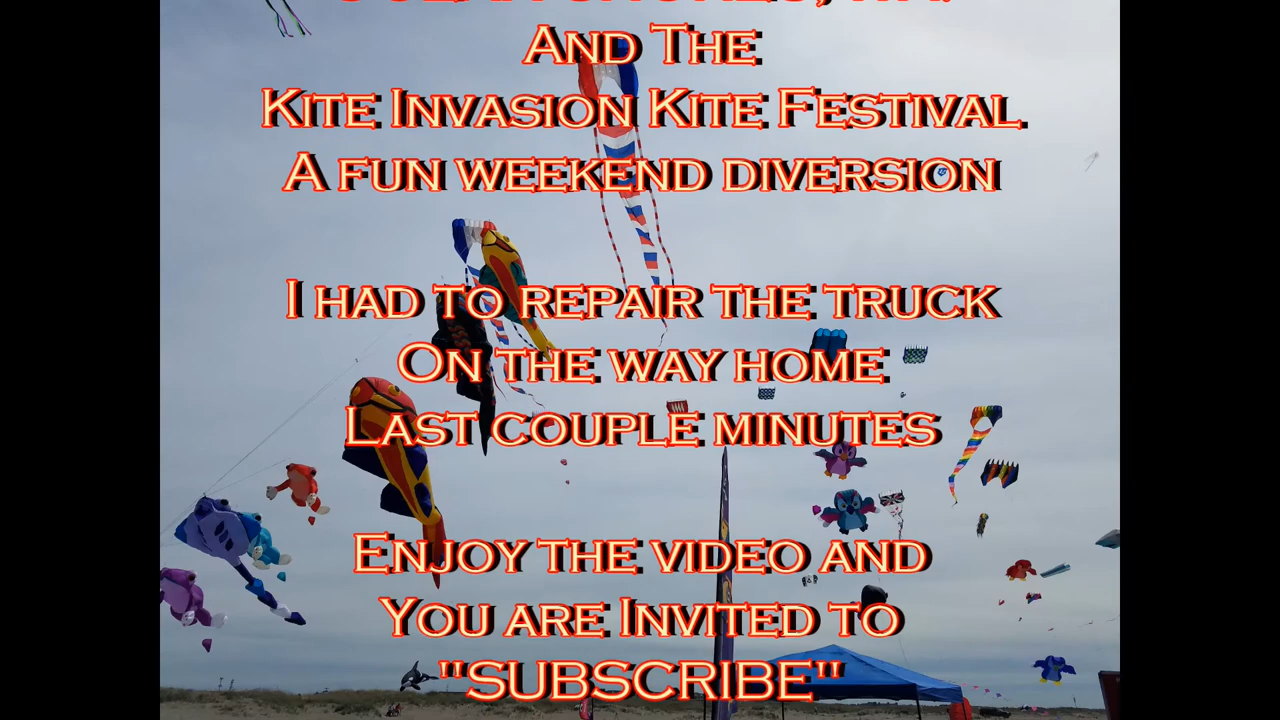 And The
Kite Invasion Kite Festival.
A fun weekend diversion
I had to repair the truck
On the way home
Last couple minutes
Enjoy the video and
You are Invited to
"SUBSCRIBE"